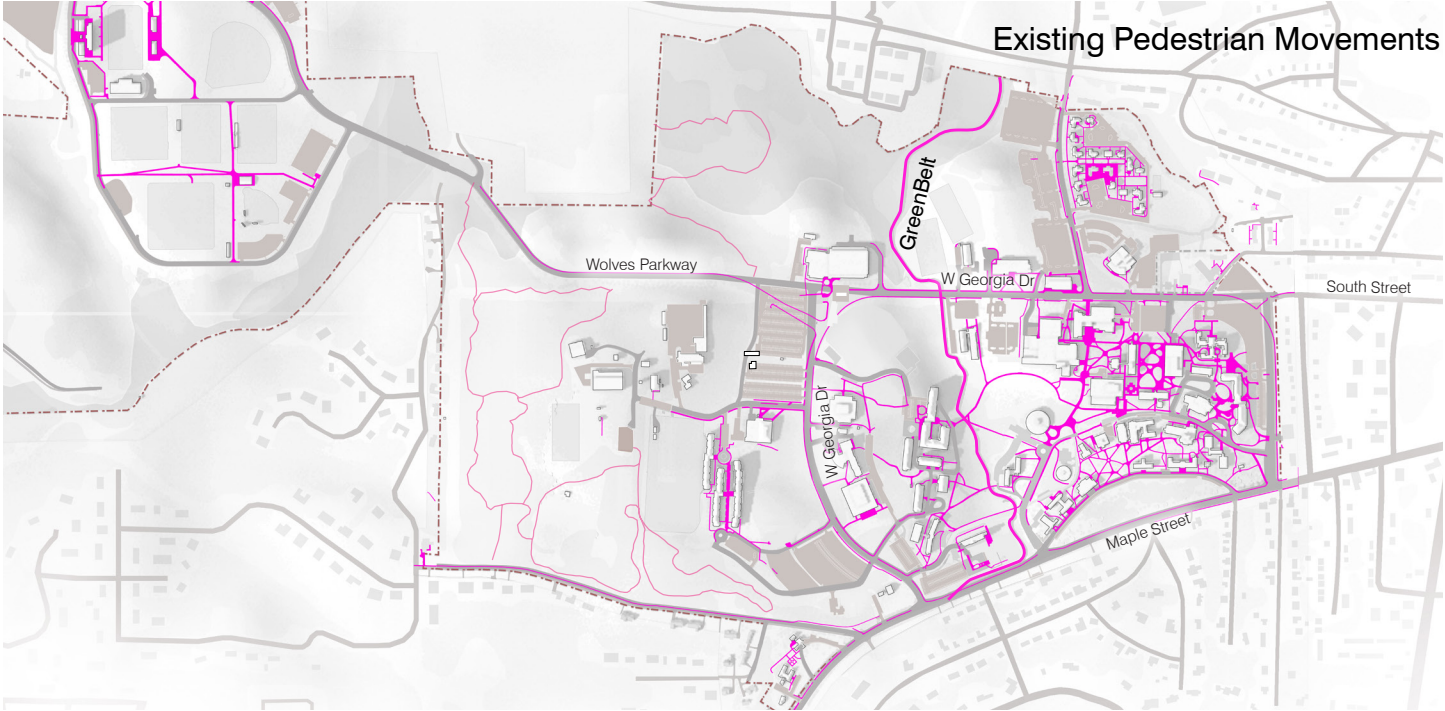 Existing Pedestrian Movements
GreenBelt
Wolves Parkway
W Georgia Dr
South Street
W Georgia Dr
Maple Street